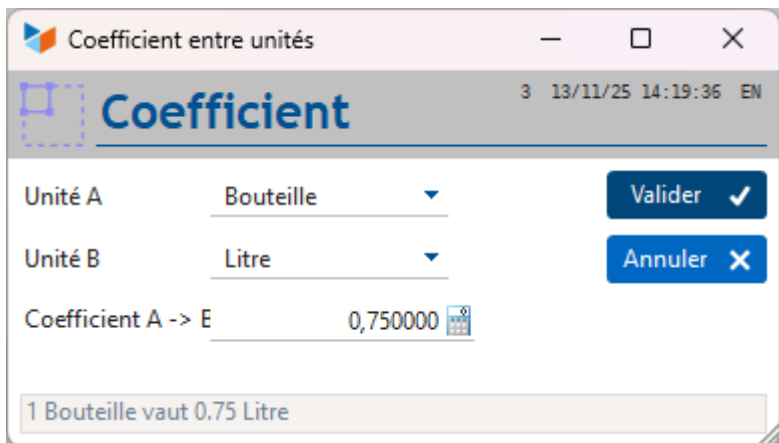 Coefficient entre unités
Coefficient
3 13/11/25 14:19:36 EN
Unité A Bouteille Valider
Unité B Litre Annuler
Coefficient A -> B 0,750000
1 Bouteille vaut 0.75 Litre